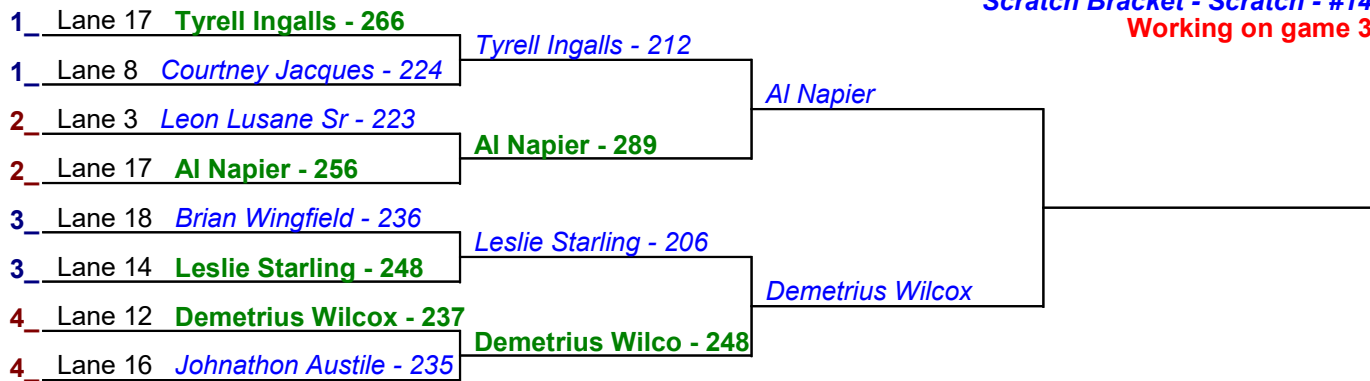 Scratch Bracket - Scratch - #14
Working on game 3
1_ Lane 17 Tyrell Ingalls - 266
Tyrell Ingalls - 212
1_ Lane 8 Courtney Jacques - 224
Al Napier
2_ Lane 3 Leon Lusane Sr - 223
Al Napier - 289
2_ Lane 17 Al Napier - 256
3_ Lane 18 Brian Wingfield - 236
Leslie Starling - 206
3_ Lane 14 Leslie Starling - 248
Demetrius Wilcox
4_ Lane 12 Demetrius Wilcox - 237
Demetrius Wilco - 248
4_ Lane 16 Johnathon Austile - 235